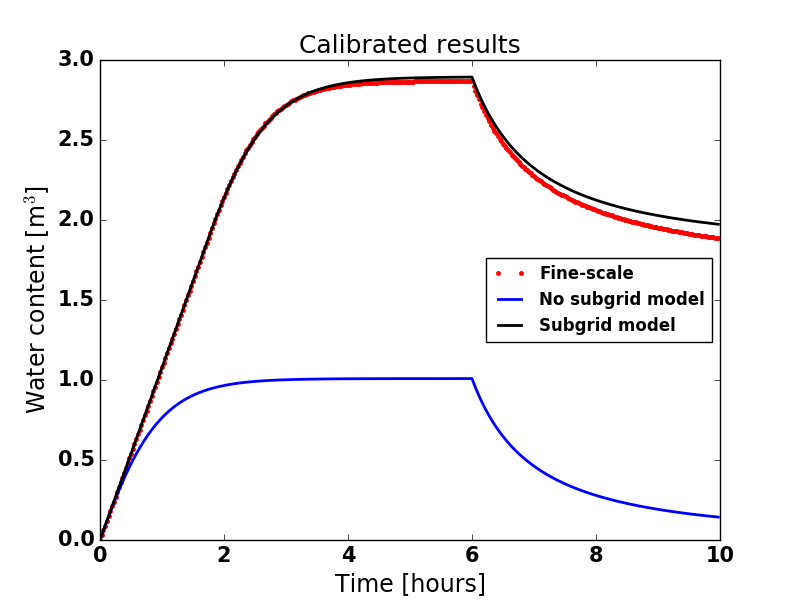 Calibrated results
Water content [m³]
3.0
2.5
2.0
1.5
1.0
0.5
0.0
Fine-scale
No subgrid model
Subgrid model
0 2 4 6 8 10
Time [hours]